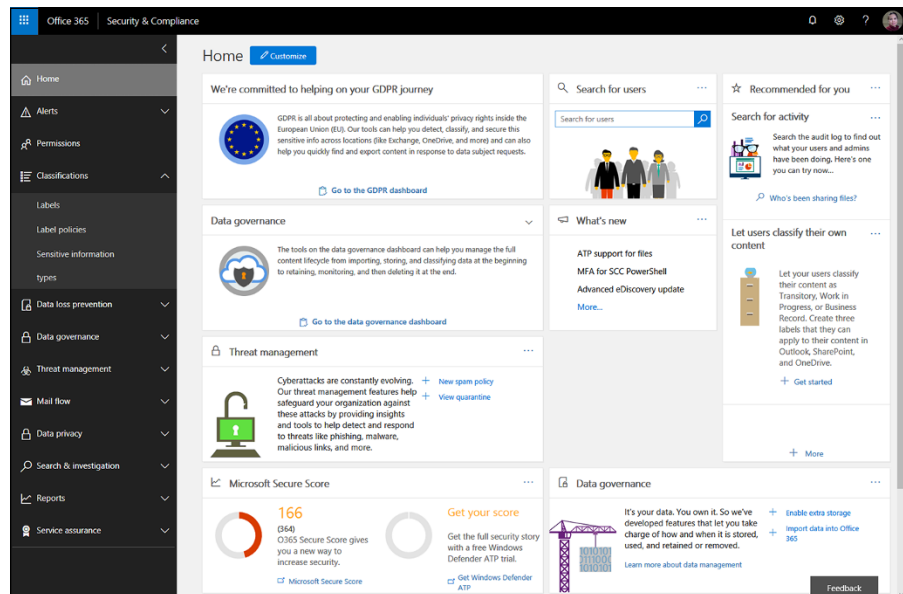 Office 365 Security & Compliance
?
Home
Alerts
Permissions
Classifications
Labels
Label policies
Sensitive information
types
Data loss prevention
Data governance
Threat management
Mail flow
Data privacy
Search & investigation
Reports
Service assurance
Home
Customize
We're committed to helping on your GDPR journey
GDPR is all about protecting and enabling individuals' privacy rights inside the
European Union (EU). Our tools can help you detect, classify, and secure this
sensitive info across locations (like Exchange, OneDrive, and more) and can also
help you quickly find and export content in response to data subject requests.
Go to the GDPR dashboard
Search for users
Search for users
Recommended for you
Search for activity
Search the audit log to find out
what your users and admins
have been doing. Here's one
you can try now...
Who's been sharing files?
Data governance
The tools on the data governance dashboard can help you manage the full
content lifecycle from importing, storing, and classifying data at the beginning
to retaining, monitoring, and then deleting it at the end.
Go to the data governance dashboard
What's new
ATP support for files
MFA for SCC PowerShell
Advanced eDiscovery update
More...
Let users classify their own
content
Let your users classify
their content as
Transitory, Work in
Progress, or Business
Record. Create three
labels that they can
apply to their content in
Outlook, SharePoint,
and OneDrive.
+ Get started
+ More
Threat management
Cyberattacks are constantly evolving.
Our threat management features help
safeguard your organization against
these attacks by providing insights
and tools to help detect and respond
to threats like phishing, malware,
malicious links, and more.
+ New spam policy
+ View quarantine
Microsoft Secure Score
166
(364)
O365 Secure Score gives
you a new way to
increase security.
Microsoft Secure Score
Get your score
Get the full security story
with a free Windows
Defender ATP trial.
Get Windows Defender
ATP
Data governance
It's your data. You own it. So we've
developed features that let you take
charge of how and when it is stored,
used, and retained or removed.
Learn more about data management
+ Enable extra storage
+ Import data into Office
365
Feedback